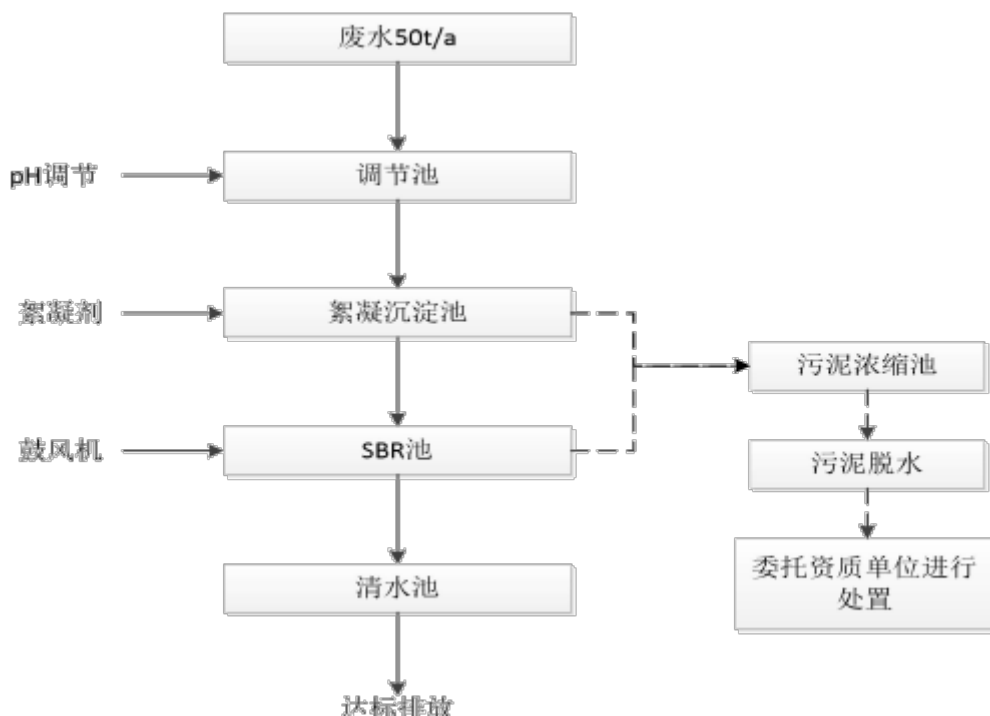 废水50t/a
pH调节
调节池
絮凝剂
絮凝沉淀池
污泥浓缩池
鼓风机
SBR池
污泥脱水
清水池
委托资质单位进行
处置
达标排放